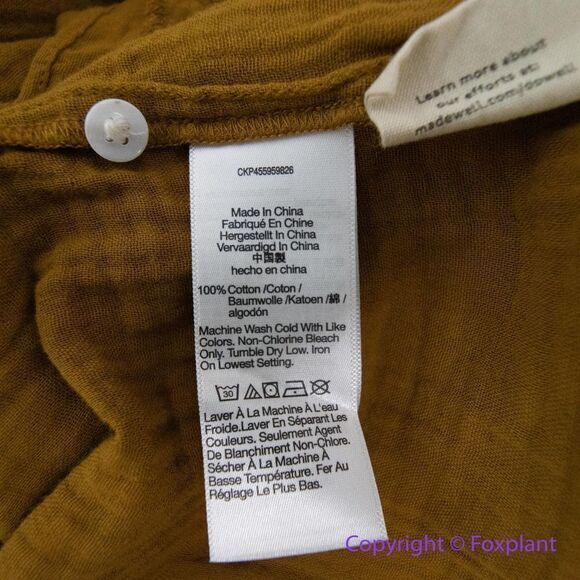 Learn more about
our efforts at:
madewell.com/dowell
CKP455959826
Made In China
Fabriqué En Chine
Hergestellt In China
Vervaardigd In China
中国製
hecho en china
100% Cotton /Coton /
Baumwolle /Katoen /綿 /
algodón
Machine Wash Cold With Like
Colors. Non-Chlorine Bleach
Only. Tumble Dry Low. Iron
On Lowest Setting.
30
Laver À La Machine À L'eau
Froide.Laver En Séparant Les
Couleurs. Seulement Agent
De Blanchiment Non-Chlore.
Sécher À La Machine À
Basse Température. Fer Au
Réglage Le Plus Bas.
Copyright © Foxplant